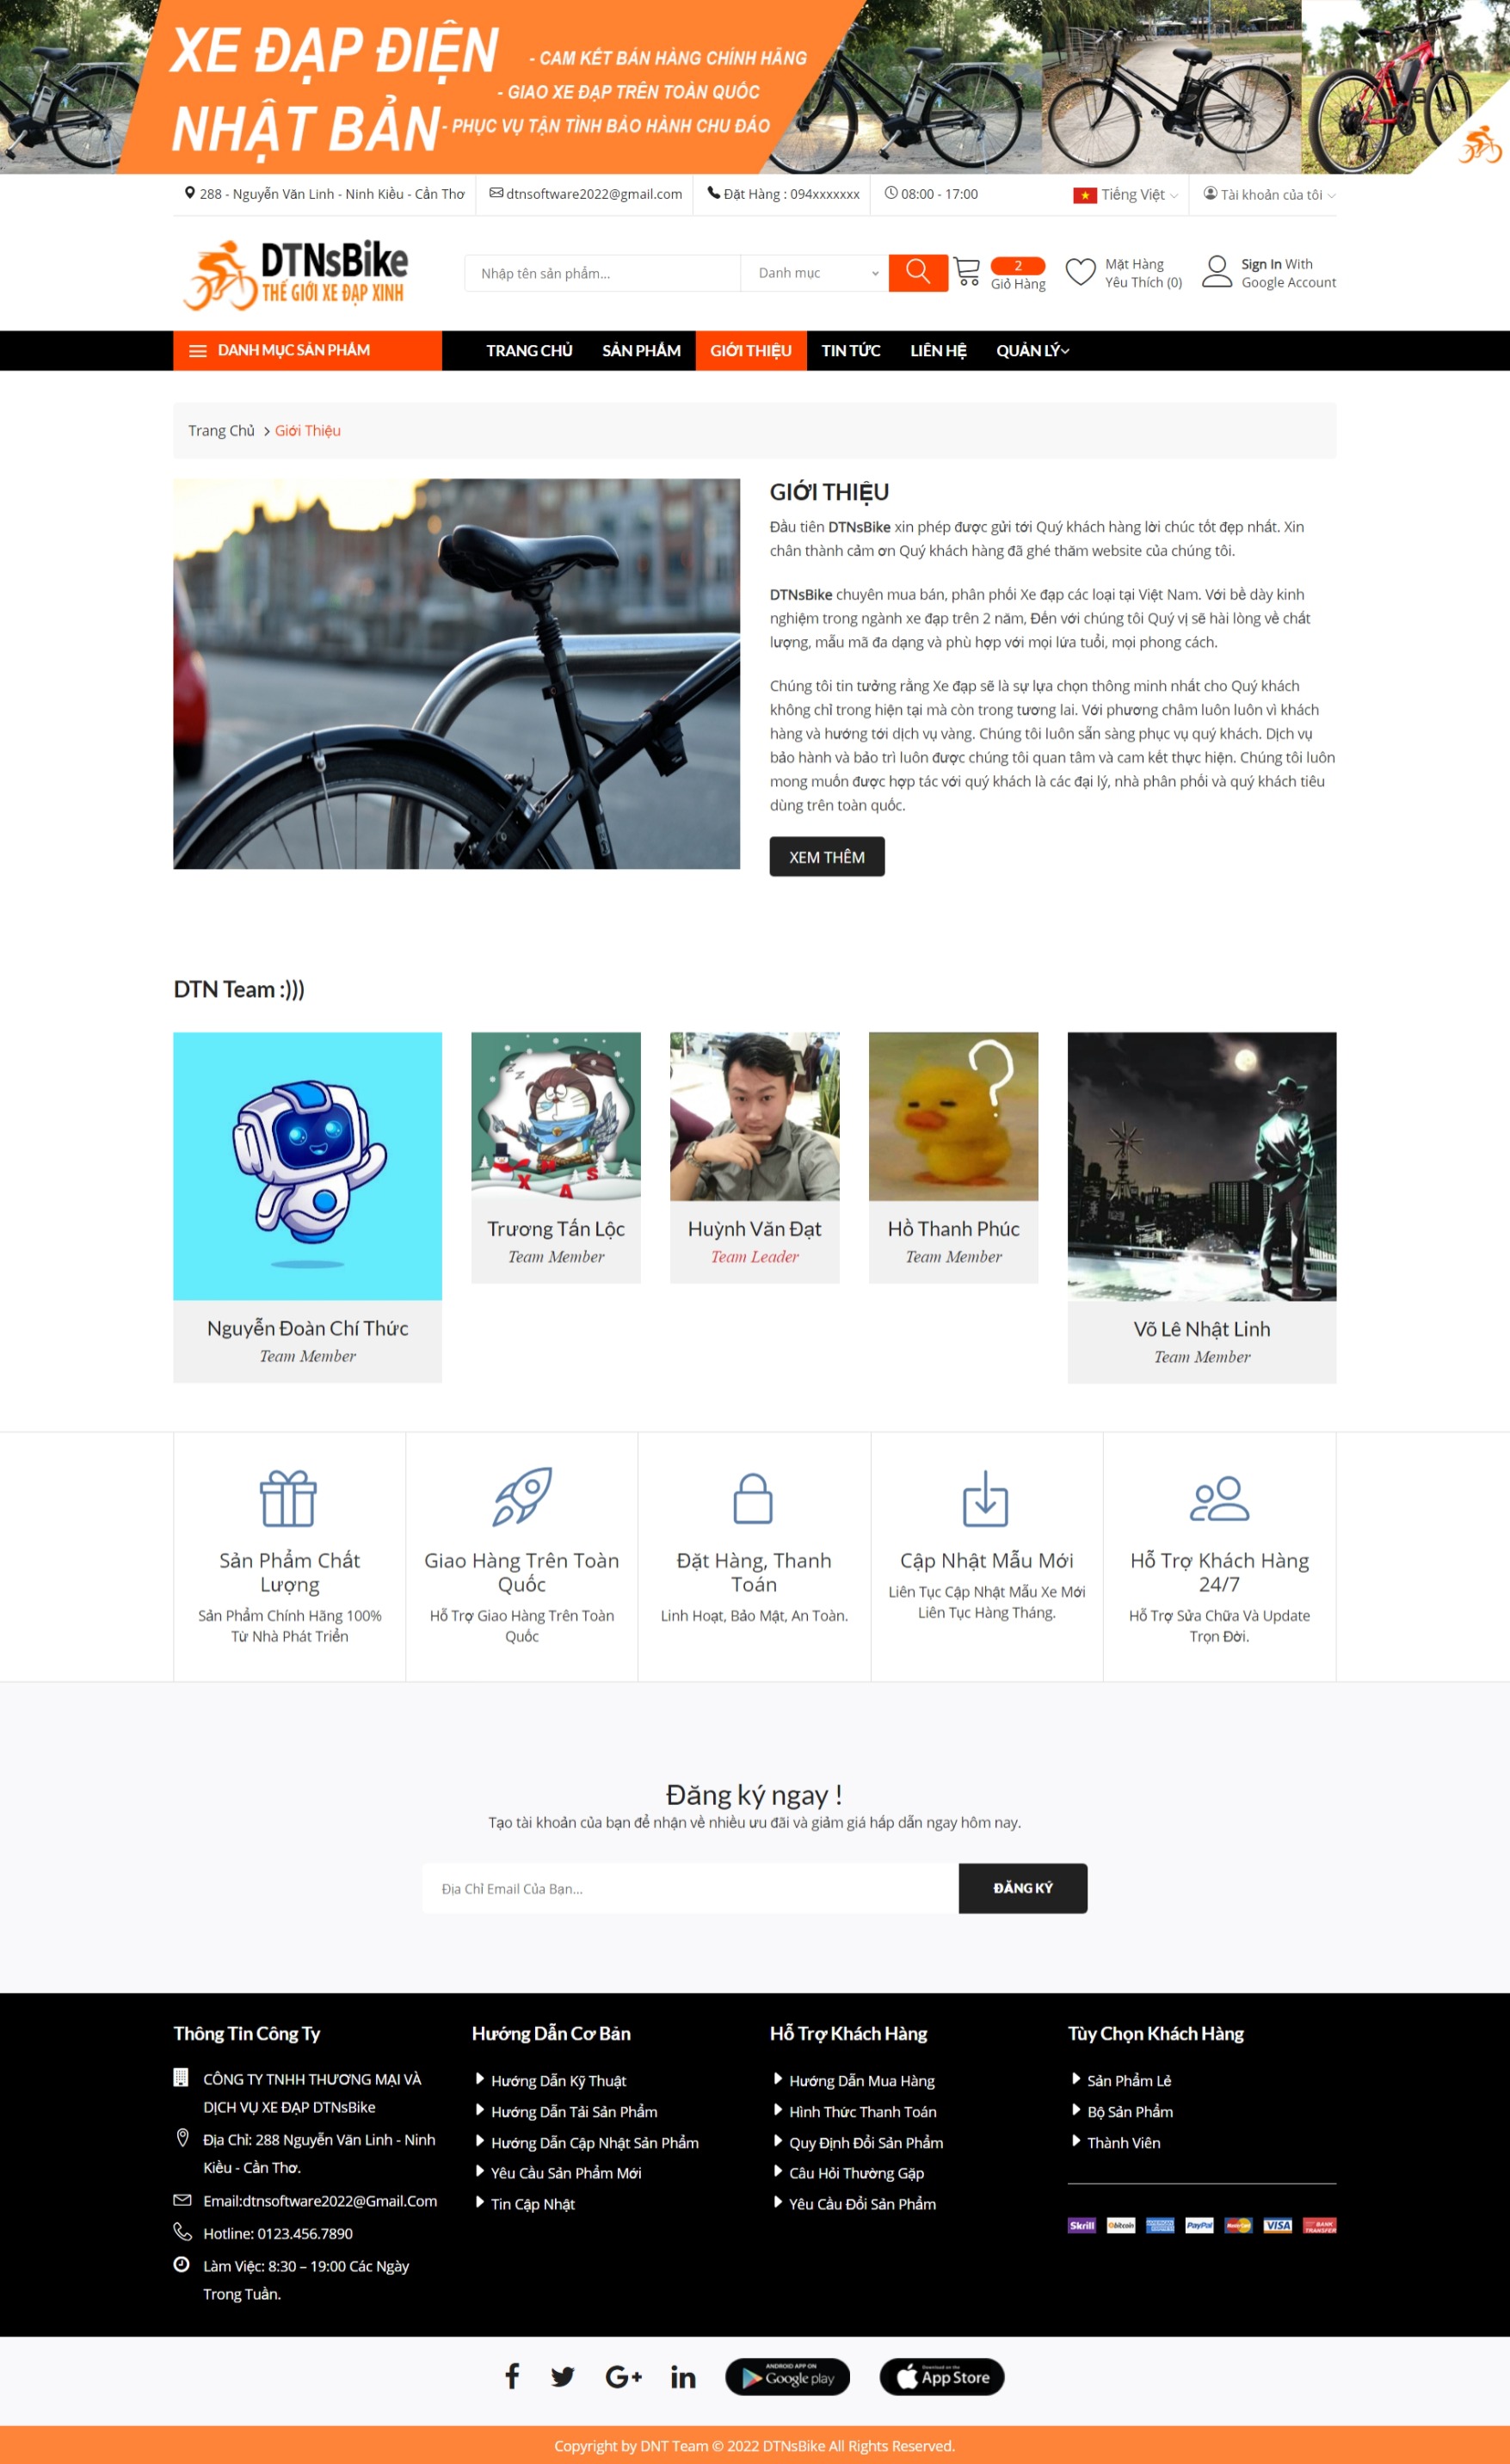 XE ĐẠP ĐIỆN
NHẬT BẢN
- CAM KẾT BÁN HÀNG CHÍNH HÃNG
- GIAO XE ĐẠP TRÊN TOÀN QUỐC
- PHỤC VỤ TẬN TÌNH BẢO HÀNH CHU ĐÁO
288 - Nguyễn Văn Linh - Ninh Kiều - Cần Thơ
dtnsoftware2022@gmail.com
Đặt Hàng : 094xxxxxxx
08:00 - 17:00
Tiếng Việt
Tài khoản của tôi
DTNsBike
THẾ GIỚI XE ĐẠP XINH
Nhập tên sản phẩm...
Danh mục
2
Giỏ Hàng
Mặt Hàng
Yêu Thích (0)
Sign In With
Google Account
DANH MỤC SẢN PHẨM
TRANG CHỦ
SẢN PHẨM
GIỚI THIỆU
TIN TỨC
LIÊN HỆ
QUẢN LÝ
Trang Chủ > Giới Thiệu
GIỚI THIỆU
Đầu tiên DTNsBike xin phép được gửi tới Quý khách hàng lời chúc tốt đẹp nhất. Xin
chân thành cảm ơn Quý khách hàng đã ghé thăm website của chúng tôi.
DTNsBike chuyên mua bán, phân phối Xe đạp các loại tại Việt Nam. Với bề dày kinh
nghiệm trong ngành xe đạp trên 2 năm, Đến với chúng tôi Quý vị sẽ hài lòng về chất
lượng, mẫu mã đa dạng và phù hợp với mọi lứa tuổi, mọi phong cách.
Chúng tôi tin tưởng rằng Xe đạp sẽ là sự lựa chọn thông minh nhất cho Quý khách
không chỉ trong hiện tại mà còn trong tương lai. Với phương châm luôn luôn vì khách
hàng và hướng tới dịch vụ vàng. Chúng tôi luôn sẵn sàng phục vụ quý khách. Dịch vụ
bảo hành và bảo trì luôn được chúng tôi quan tâm và cam kết thực hiện. Chúng tôi luôn
mong muốn được hợp tác với quý khách là các đại lý, nhà phân phối và quý khách tiêu
dùng trên toàn quốc.
XEM THÊM
DTN Team :)))
Z Z
X A S
Nguyễn Đoàn Chí Thức
Team Member
Trương Tấn Lộc
Team Member
Huỳnh Văn Đạt
Team Leader
Hồ Thanh Phúc
Team Member
Võ Lê Nhật Linh
Team Member
Sản Phẩm Chất
Lượng
Sản Phẩm Chính Hãng 100%
Từ Nhà Phát Triển
Giao Hàng Trên Toàn
Quốc
Hỗ Trợ Giao Hàng Trên Toàn
Quốc
Đặt Hàng, Thanh
Toán
Linh Hoạt, Bảo Mật, An Toàn.
Cập Nhật Mẫu Mới
Liên Tục Cập Nhật Mẫu Xe Mới
Liên Tục Hàng Tháng.
Hỗ Trợ Khách Hàng
24/7
Hỗ Trợ Sửa Chữa Và Update
Trọn Đời.
Đăng ký ngay !
Tạo tài khoản của bạn để nhận về nhiều ưu đãi và giảm giá hấp dẫn ngay hôm nay.
Địa Chỉ Email Của Bạn...
ĐĂNG KÝ
Thông Tin Công Ty
CÔNG TY TNHH THƯƠNG MẠI VÀ
DỊCH VỤ XE ĐẠP DTNsBike
Địa Chỉ: 288 Nguyễn Văn Linh - Ninh
Kiều - Cần Thơ.
Email:dtnsoftware2022@Gmail.Com
Hotline: 0123.456.7890
Làm Việc: 8:30 – 19:00 Các Ngày
Trong Tuần.
Hướng Dẫn Cơ Bản
Hướng Dẫn Kỹ Thuật
Hướng Dẫn Tải Sản Phẩm
Hướng Dẫn Cập Nhật Sản Phẩm
Yêu Cầu Sản Phẩm Mới
Tin Cập Nhật
Hỗ Trợ Khách Hàng
Hướng Dẫn Mua Hàng
Hình Thức Thanh Toán
Quy Định Đổi Sản Phẩm
Câu Hỏi Thường Gặp
Yêu Cầu Đổi Sản Phẩm
Tùy Chọn Khách Hàng
Sản Phẩm Lẻ
Bộ Sản Phẩm
Thành Viên
Skrill
bitcoin
PayPal
MasterCard
VISA
BANK
TRANSFER
ANDROID APP ON
Google play
Download on the
App Store
Copyright by DNT Team © 2022 DTNsBike All Rights Reserved.